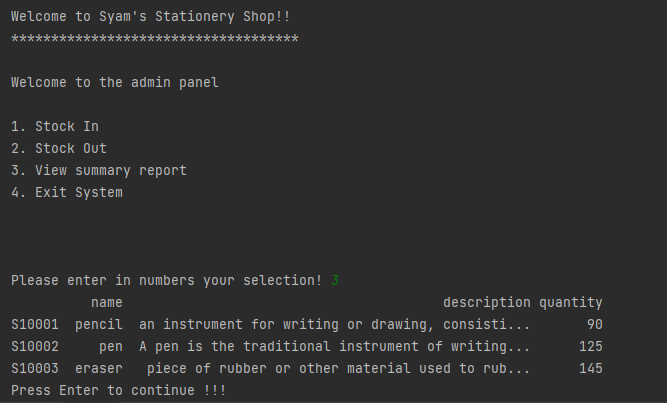 Welcome to Syam's Stationery Shop!!
************************************
Welcome to the admin panel
1. Stock In
2. Stock Out
3. View summary report
4. Exit System
Please enter in numbers your selection! 3
name description quantity
S10001 pencil an instrument for writing or drawing, consisti... 90
S10002 pen A pen is the traditional instrument of writing... 125
S10003 eraser piece of rubber or other material used to rub... 145
Press Enter to continue !!!